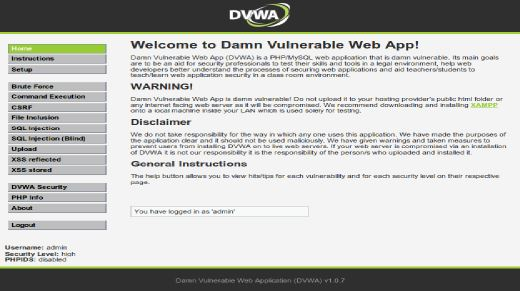 DVWA
Home
Instructions
Setup
Brute Force
Command Execution
CSRF
File Inclusion
SQL Injection
SQL Injection (Blind)
Upload
XSS reflected
XSS stored
DVWA Security
PHP Info
About
Logout
Username: admin
Security Level: high
PHPIDS: disabled
Welcome to Damn Vulnerable Web App!
Damn Vulnerable Web App (DVWA) is a PHP/MySQL web application that is damn vulnerable. Its main goals
are to be an aid for security professionals to test their skills and tools in a legal environment, help web
developers better understand the processes of securing web applications and aid teachers/students to
teach/learn web application security in a class room environment.
WARNING!
Damn Vulnerable Web App is damn vulnerable! Do not upload it to your hosting provider's public html folder or
any internet facing web server as it will be compromised. We recommend downloading and installing XAMPP
onto a local machine inside your LAN which is used solely for testing.
Disclaimer
We do not take responsibility for the way in which any one uses this application. We have made the purposes of
the application clear and it should not be used maliciously. We have given warnings and taken measures to
prevent users from installing DVWA on to live web servers. If your web server is compromised via an installation
of DVWA it is not our responsibility it is the responsibility of the person/s who uploaded and installed it.
General Instructions
The help button allows you to view hits/tips for each vulnerability and for each security level on their respective
page.
You have logged in as 'admin'
Damn Vulnerable Web Application (DVWA) v1.0.7